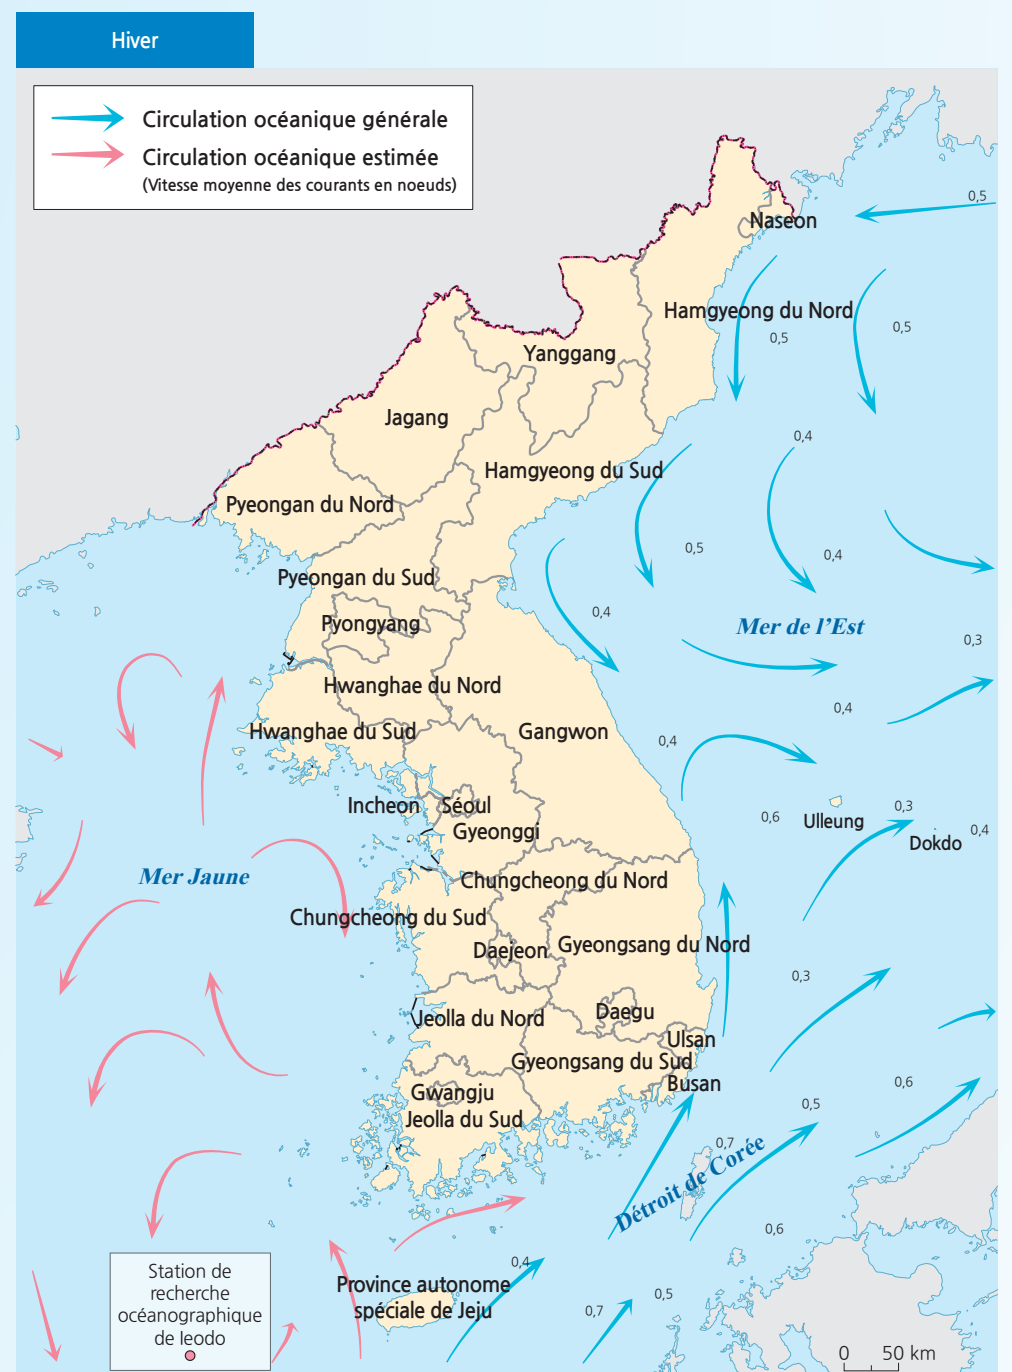 Hiver
Circulation océanique générale
Circulation océanique estimée
(Vitesse moyenne des courants en noeuds)
0,5
Naseon
Hamgyeong du Nord
0,5
0,5
Yanggang
Jagang
0,4
Hamgyeong du Sud
Pyeongan du Nord
0,5
0,4
Pyeongan du Sud
0,4
Pyongyang
Mer de l'Est
0,3
Hwanghae du Nord
0,4
Hwanghae du Sud
Gangwon
0,4
Incheon
Séoul
0,6
Ulleung
0,3
Gyeonggi
0,4
Dokdo
Mer Jaune
Chungcheong du Nord
Chungcheong du Sud
Daejeon
Gyeongsang du Nord
0,3
Jeolla du Nord
Daegu
Ulsan
Gyeongsang du Sud
Busan
0,6
Gwangju
0,5
Jeolla du Sud
0,7
Détroit de Corée
0,6
0,4
Station de
recherche
océanographique
de Ieodo
Province autonome
spéciale de Jeju
0,5
0,7
0 50 km